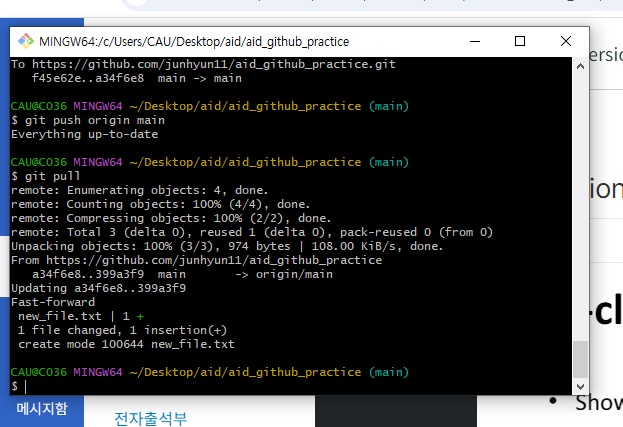 MINGW64:/c/Users/CAU/Desktop/aid/aid_github_practice
To https://github.com/junhyun11/aid_github_practice.git
f45e62e..a34f6e8  main -> main
CAU@C036 MINGW64 ~/Desktop/aid/aid_github_practice (main)
$ git push origin main
Everything up-to-date
CAU@C036 MINGW64 ~/Desktop/aid/aid_github_practice (main)
$ git pull
remote: Enumerating objects: 4, done.
remote: Counting objects: 100% (4/4), done.
remote: Compressing objects: 100% (2/2), done.
remote: Total 3 (delta 0), reused 1 (delta 0), pack-reused 0 (from 0)
Unpacking objects: 100% (3/3), 974 bytes | 108.00 KiB/s, done.
From https://github.com/junhyun11/aid_github_practice
a34f6e8..399a3f9  main       -> origin/main
Updating a34f6e8..399a3f9
Fast-forward
new_file.txt | 1 +
1 file changed, 1 insertion(+)
create mode 100644 new_file.txt
CAU@C036 MINGW64 ~/Desktop/aid/aid_github_practice (main)
$
ersio
ion
-cl
• Show
메시지함
전자출석부